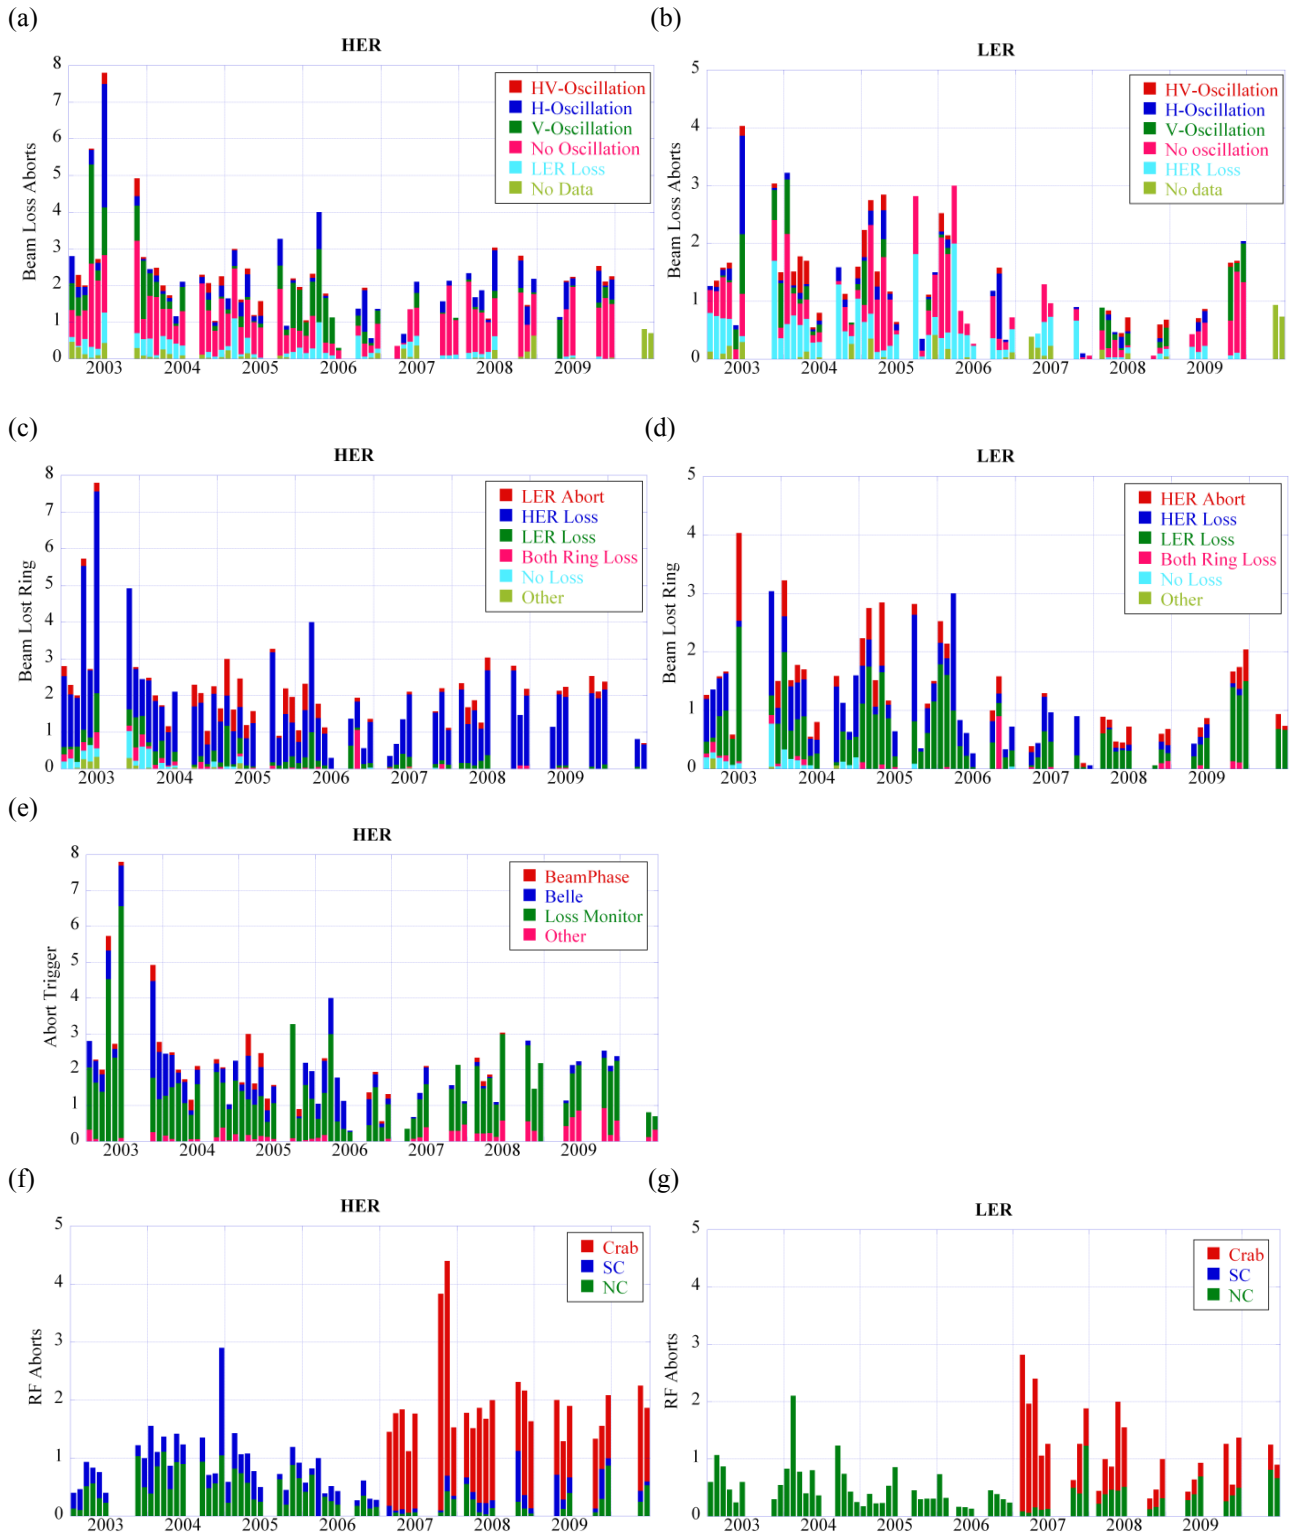 (a)
HER
8
7
6
5
4
3
2
1
0
Beam Loss Aborts
HV-Oscillation
H-Oscillation
V-Oscillation
No Oscillation
LER Loss
No Data
2003 2004 2005 2006 2007 2008 2009
(b)
LER
5
4
3
2
1
0
Beam Loss Aborts
HV-Oscillation
H-Oscillation
V-Oscillation
No oscillation
HER Loss
No data
2003 2004 2005 2006 2007 2008 2009
(c)
HER
8
7
6
5
4
3
2
1
0
Beam Lost Ring
LER Abort
HER Loss
LER Loss
Both Ring Loss
No Loss
Other
2003 2004 2005 2006 2007 2008 2009
(d)
LER
5
4
3
2
1
0
Beam Lost Ring
HER Abort
HER Loss
LER Loss
Both Ring Loss
No Loss
Other
2003 2004 2005 2006 2007 2008 2009
(e)
HER
8
7
6
5
4
3
2
1
0
Abort Trigger
BeamPhase
Belle
Loss Monitor
Other
2003 2004 2005 2006 2007 2008 2009
(f)
HER
5
4
3
2
1
0
RF Aborts
Crab
SC
NC
2003 2004 2005 2006 2007 2008 2009
(g)
LER
5
4
3
2
1
0
RF Aborts
Crab
SC
NC
2003 2004 2005 2006 2007 2008 2009